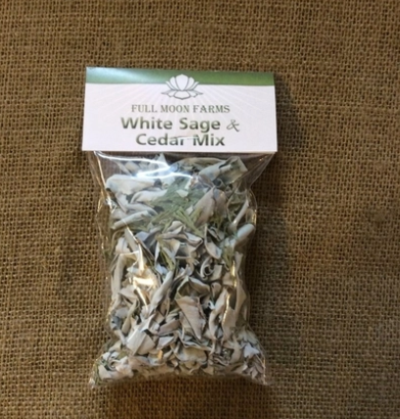 FULL MOON FARMS
White Sage &
Cedar Mix